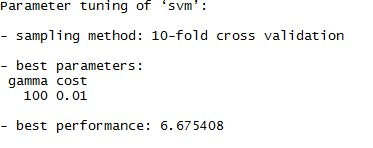 Parameter tuning of ‘svm’:
- sampling method: 10-fold cross validation
- best parameters:
gamma cost
100 0.01
- best performance: 6.675408